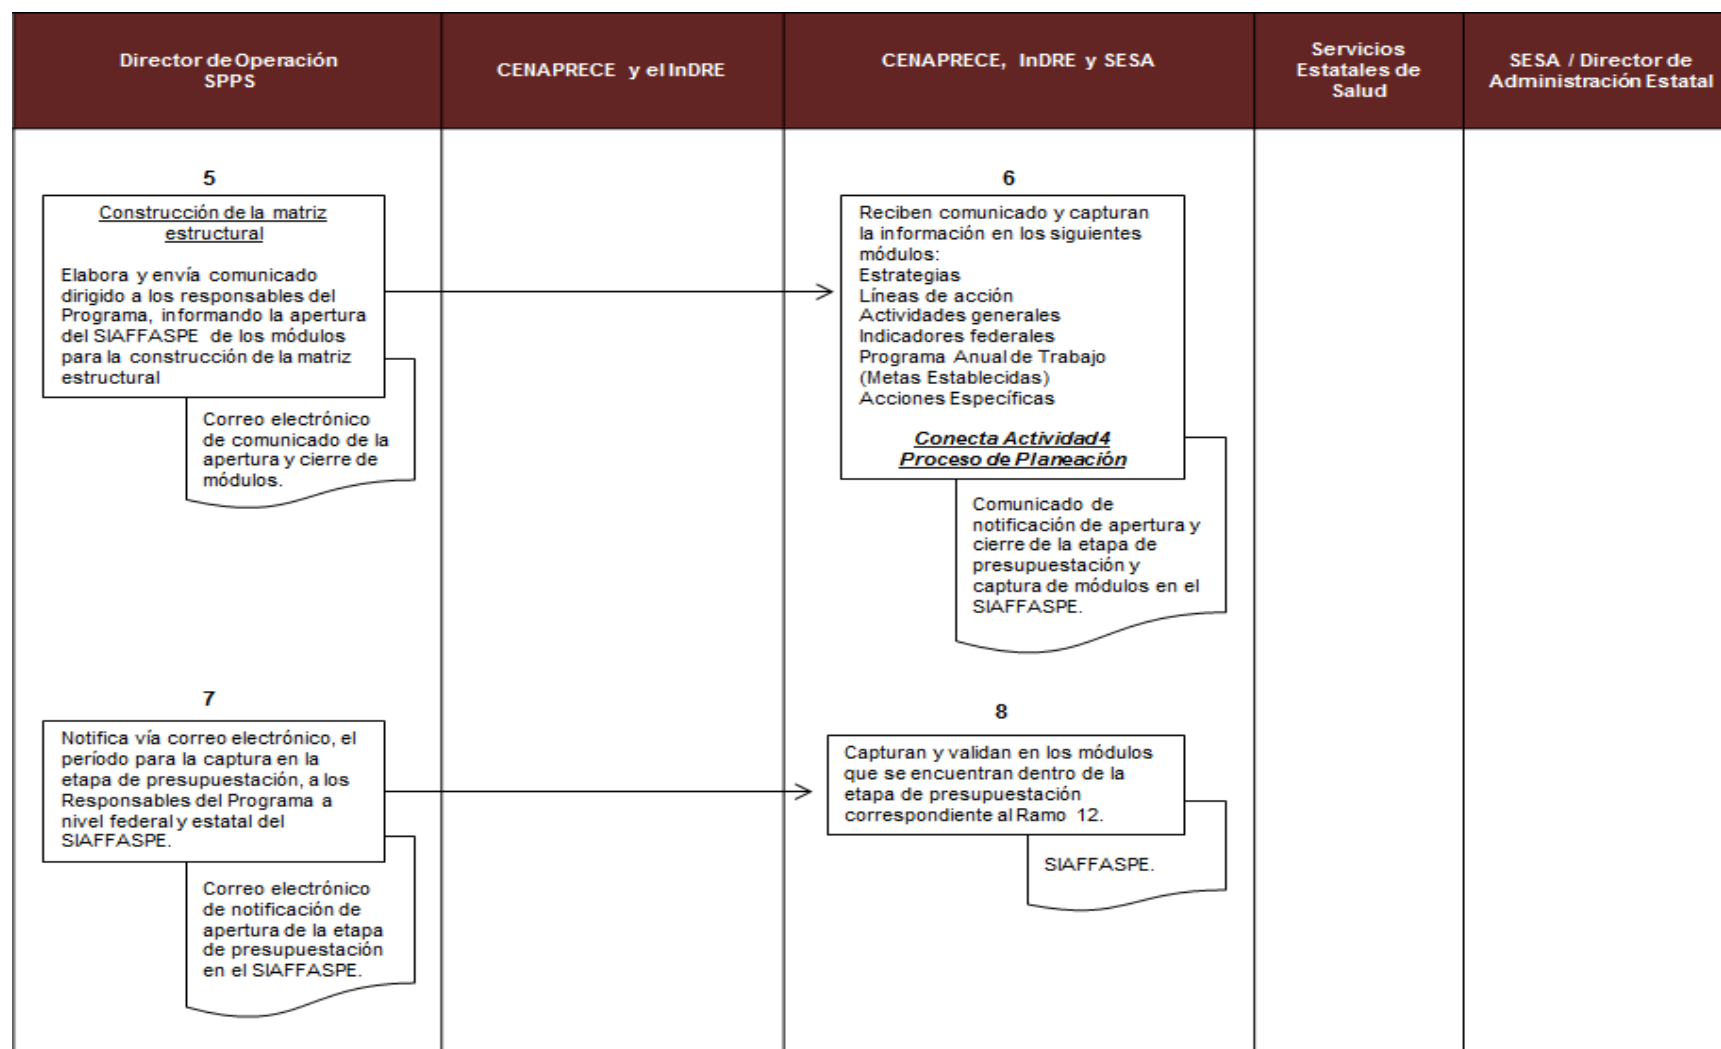 Director de Operación
SPPS
CENAPRECE y el InDRE
CENAPRECE, InDRE y SESA
Servicios
Estatales de
Salud
SESA / Director de
Administración Estatal
5
Construcción de la matriz
estructural
Elabora y envía comunicado
dirigido a los responsables del
Programa, informando la apertura
del SIAFFASPE de los módulos
para la construcción de la matriz
estructural
Correo electrónico
de comunicado de la
apertura y cierre de
módulos.
6
Reciben comunicado y capturan
la información en los siguientes
módulos:
Estrategias
Líneas de acción
Actividades generales
Indicadores federales
Programa Anual de Trabajo
(Metas Establecidas)
Acciones Específicas
Conecta Actividad 4
Proceso de Planeación
Comunicado de
notificación de apertura y
cierre de la etapa de
presupuestación y
captura de módulos en el
SIAFFASPE.
7
Notifica vía correo electrónico, el
período para la captura en la
etapa de presupuestación, a los
Responsables del Programa a
nivel federal y estatal del
SIAFFASPE.
Correo electrónico
de notificación de
apertura de la etapa
de presupuestación
en el SIAFFASPE.
8
Capturan y validan en los módulos
que se encuentran dentro de la
etapa de presupuestación
correspondiente al Ramo 12.
SIAFFASPE.